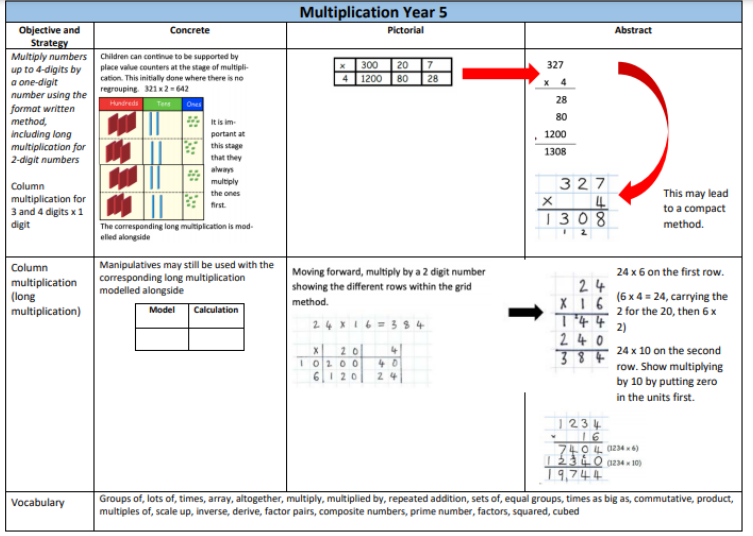 Multiplication Year 5
Objective and
Strategy
Concrete
Pictorial
Abstract
Multiply numbers
up to 4-digits by
a one-digit
number using the
format written
method,
including long
multiplication for
2-digit numbers
Column
multiplication for
3 and 4 digits x 1
digit
Children can continue to be supported by
place value counters at the stage of multipli-
cation. This initially done where there is no
regrouping. 321 x 2 = 642
Hundreds Tens Ones
It is im-
portant at
this stage
that they
always
multiply
the ones
first.
The corresponding long multiplication is mod-
elled alongside
x 300 20 7
4 1200 80 28
327
x 4
28
80
1200
1308
3 2 7
x 4
1 3 0 8
1 2
This may lead
to a compact
method.
Column
multiplication
(long
multiplication)
Manipulatives may still be used with the
corresponding long multiplication
modelled alongside
Model Calculation
Moving forward, multiply by a 2 digit number
showing the different rows within the grid
method.
2 4 x 1 6 = 3 8 4
x 2 0 4
1 0 2 0 0 4 0
6 1 2 0 2 4
2 4
x 1 6
1 ²4 4
2 4 0
3 8 4
24 x 6 on the first row.
(6 x 4 = 24, carrying the
2 for the 20, then 6 x
2)
24 x 10 on the second
row. Show multiplying
by 10 by putting zero
in the units first.
1 2 3 4
1 6
7 4 0 4 (1234 x 6)
1 2 3 4 0 (1234 x 10)
1 9,7 4 4
Vocabulary
Groups of, lots of, times, array, altogether, multiply, multiplied by, repeated addition, sets of, equal groups, times as big as, commutative, product,
multiples of, scale up, inverse, derive, factor pairs, composite numbers, prime number, factors, squared, cubed